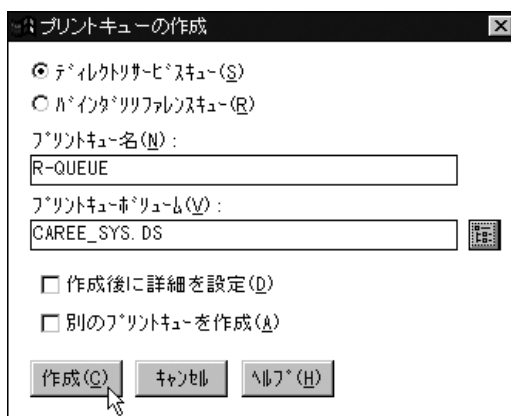 プリントキューの作成
ﾃﾞｨﾚｸﾄﾘｻｰﾋﾞｽｷｭｰ(S)
ﾊﾞｲﾝﾀﾞﾘﾘﾌｧﾚﾝｽｷｭｰ(R)
ﾌﾟﾘﾝﾄｷｭｰ名(N):
R-QUEUE
ﾌﾟﾘﾝﾄｷｭｰﾎﾞﾘｭｰﾑ(V):
CAREE_SYS.DS
作成後に詳細を設定(D)
別のﾌﾟﾘﾝﾄｷｭｰを作成(A)
作成(C) ｷｬﾝｾﾙ ﾍﾙﾌﾟ(H)